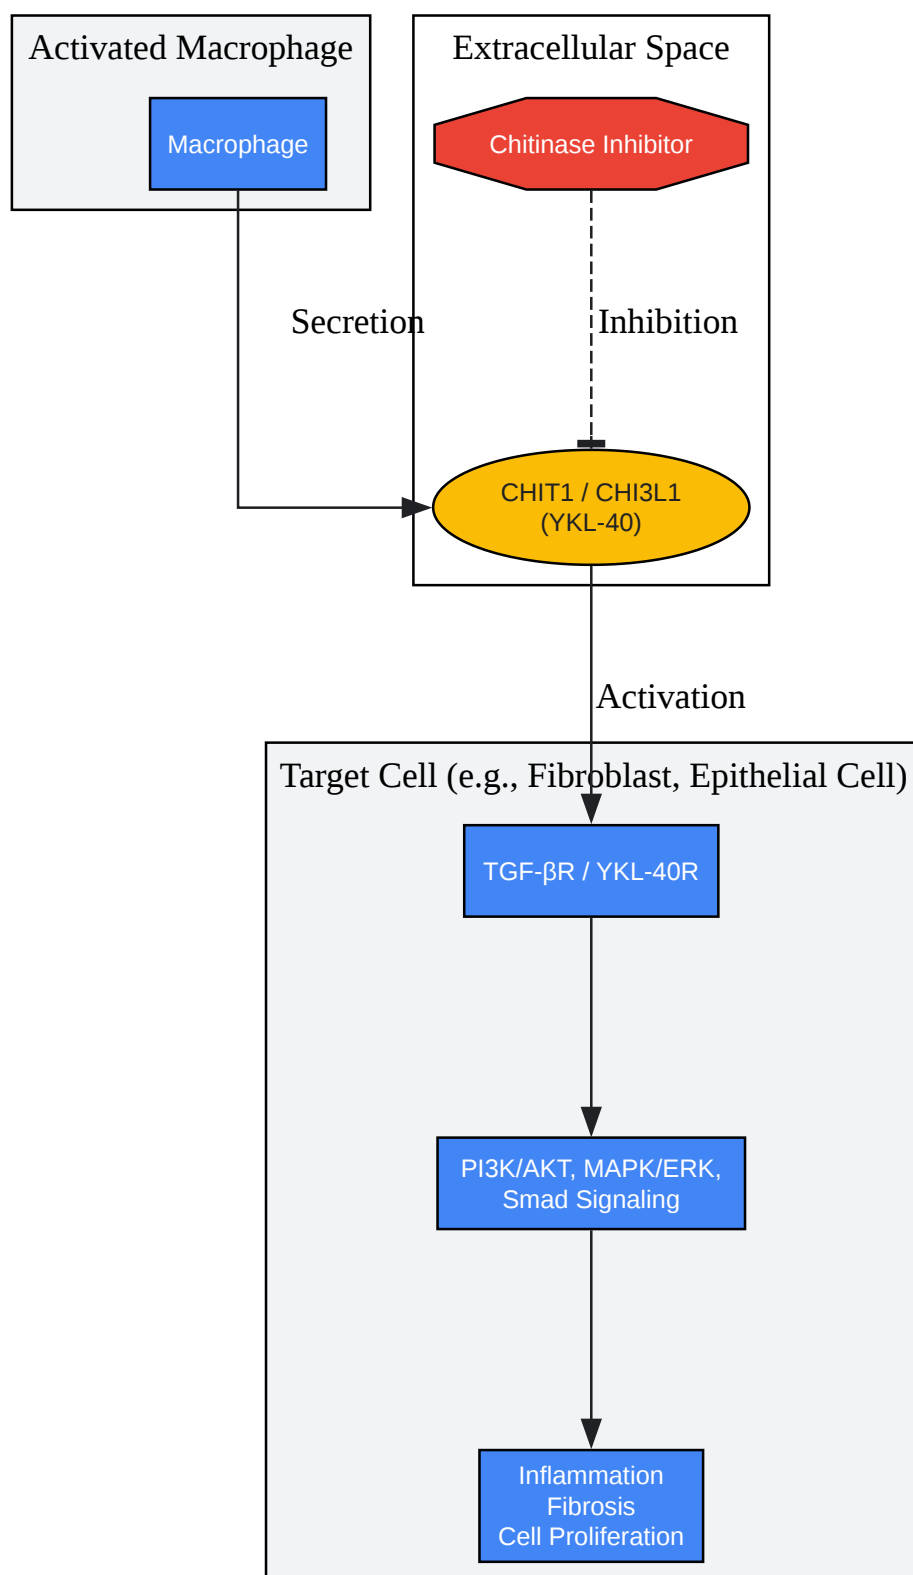 Activated Macrophage
Macrophage
Extracellular Space
Chitinase Inhibitor
Secretion
Inhibition
CHIT1 / CHI3L1
(YKL-40)
Activation
Target Cell (e.g., Fibroblast, Epithelial Cell)
TGF-βR / YKL-40R
PI3K/AKT, MAPK/ERK,
Smad Signaling
Inflammation
Fibrosis
Cell Proliferation